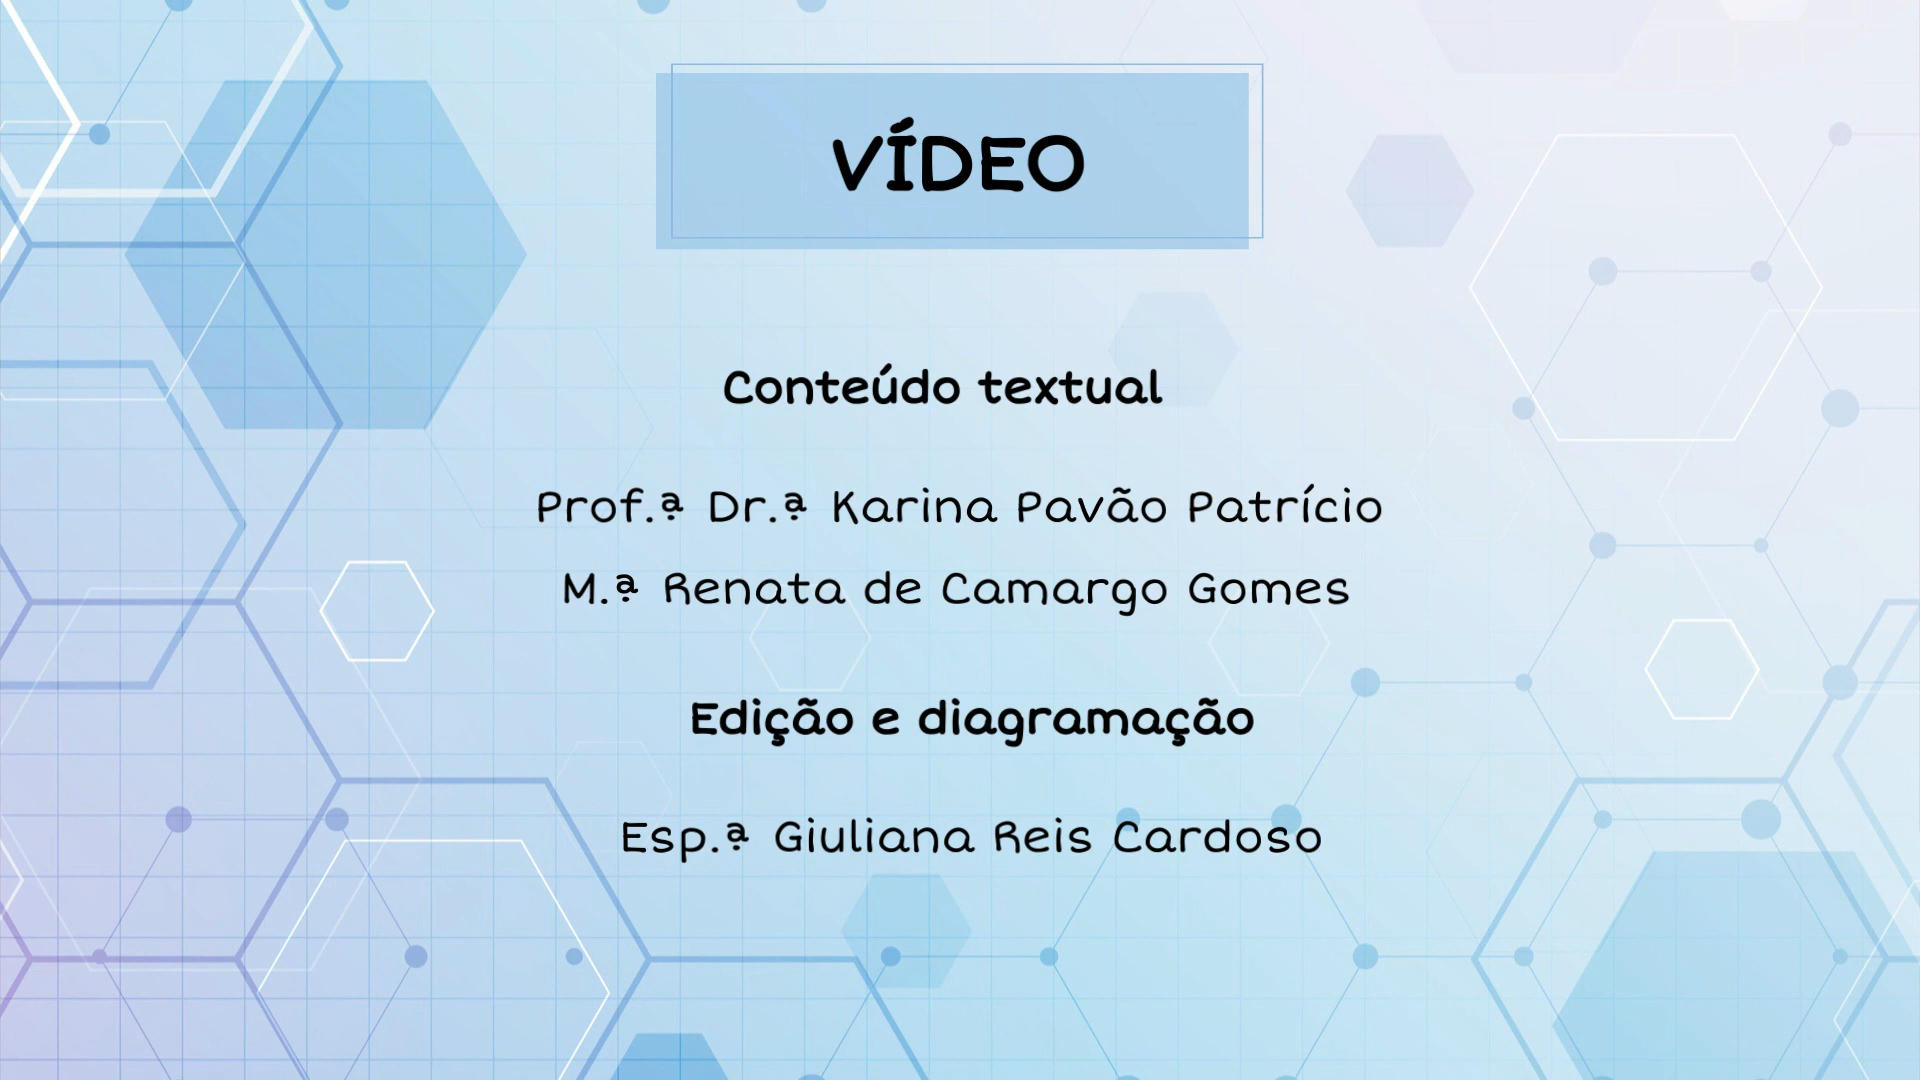 VÍDEO
Conteúdo textual
Prof.ª Dr.ª Karina Pavão Patrício
M.ª Renata de Camargo Gomes
Edição e diagramação
Esp.ª Giuliana Reis Cardoso